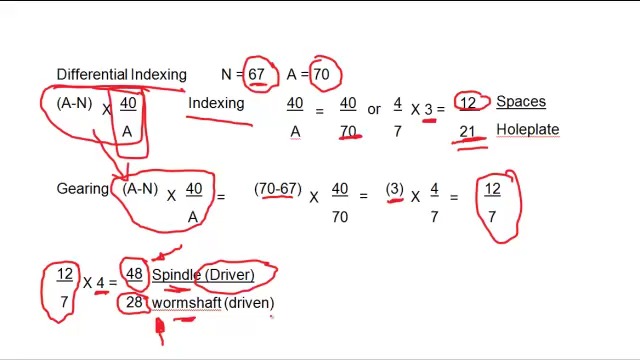 Differential Indexing N = 67 A = 70
(A-N) X 40 Indexing 40 = 40 or 4 X 3 = 12 Spaces
A A 70 7 21 Holeplate
Gearing (A-N) X 40 = (70-67) X 40 = (3) X 4 = 12
A 70 7 7
12 X 4 = 48 Spindle (Driver)
7 28 wormshaft (driven)